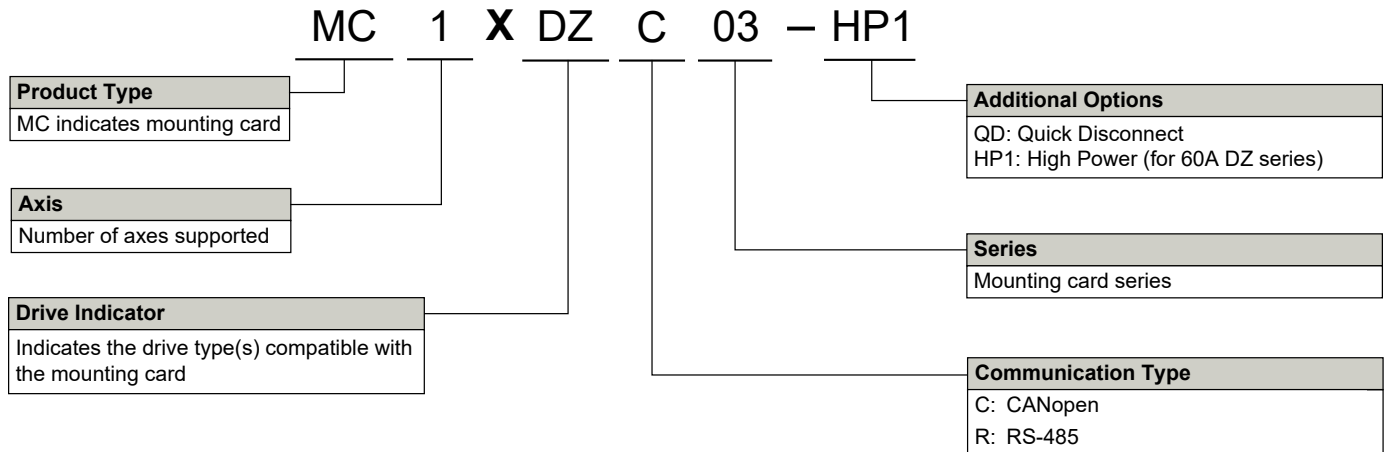 MC 1 X DZ C 03 – HP1
Product Type
MC indicates mounting card
Axis
Number of axes supported
Drive Indicator
Indicates the drive type(s) compatible with
the mounting card
Additional Options
QD: Quick Disconnect
HP1: High Power (for 60A DZ series)
Series
Mounting card series
Communication Type
C: CANopen
R: RS-485